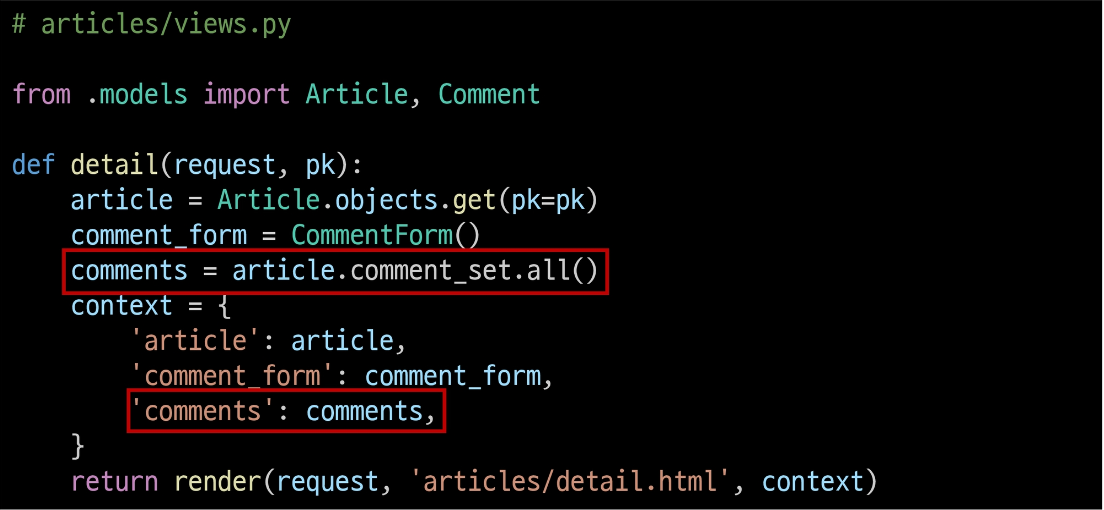 # articles/views.py
from .models import Article, Comment
def detail(request, pk):
    article = Article.objects.get(pk=pk)
    comment_form = CommentForm()
    comments = article.comment_set.all()
    context = {
        'article': article,
        'comment_form': comment_form,
        'comments': comments,
    }
    return render(request, 'articles/detail.html', context)